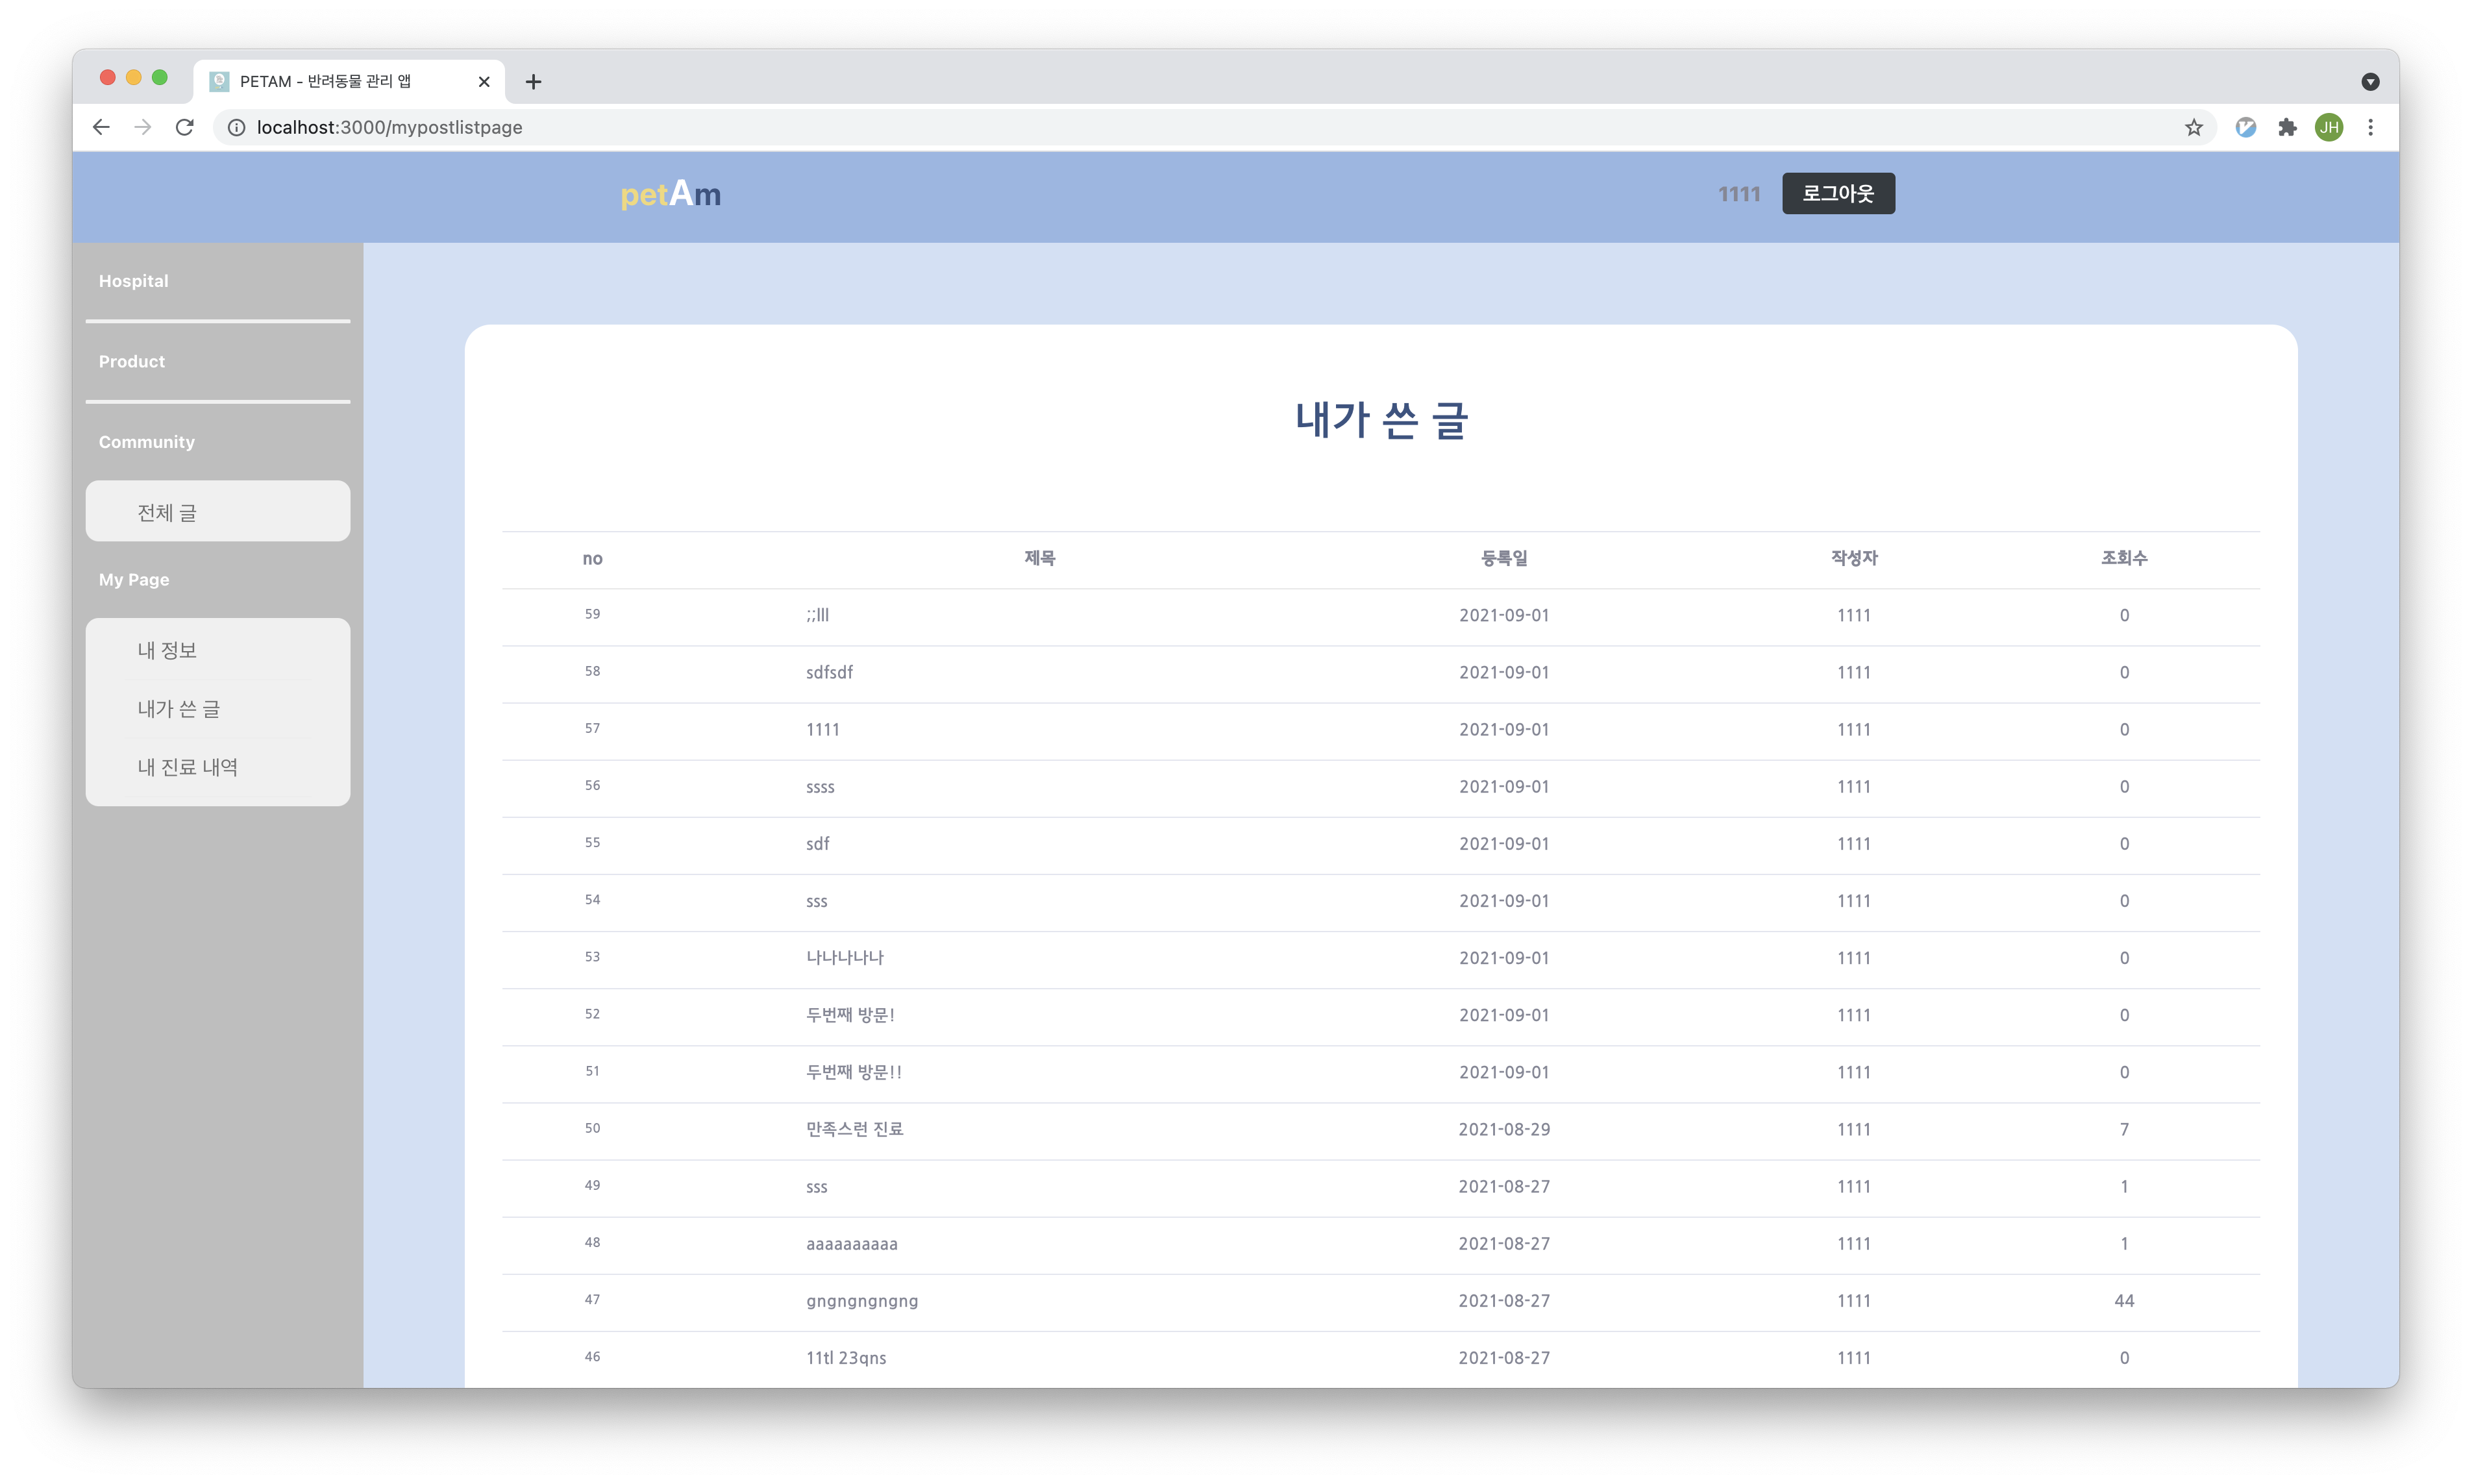 PETAM - 반려동물 관리 앱
localhost:3000/mypostlistpage
JH
petAm
1111 로그아웃
Hospital
Product
Community
전체 글
My Page
내 정보
내가 쓴 글
내 진료 내역
내가 쓴 글
no 제목 등록일 작성자 조회수
59 ;;lll 2021-09-01 1111 0
58 sdfsdf 2021-09-01 1111 0
57 1111 2021-09-01 1111 0
56 ssss 2021-09-01 1111 0
55 sdf 2021-09-01 1111 0
54 sss 2021-09-01 1111 0
53 나나나나나 2021-09-01 1111 0
52 두번째 방문! 2021-09-01 1111 0
51 두번째 방문!! 2021-09-01 1111 0
50 만족스런 진료 2021-08-29 1111 7
49 sss 2021-08-27 1111 1
48 aaaaaaaaaa 2021-08-27 1111 1
47 gngngngngng 2021-08-27 1111 44
46 11tl 23qns 2021-08-27 1111 0